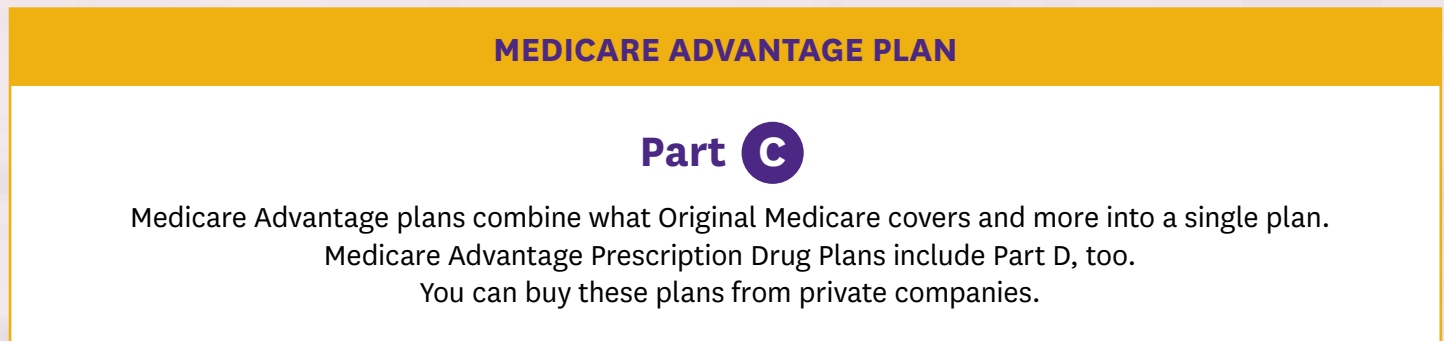 MEDICARE ADVANTAGE PLAN
Part C
Medicare Advantage plans combine what Original Medicare covers and more into a single plan.
Medicare Advantage Prescription Drug Plans include Part D, too.
You can buy these plans from private companies.